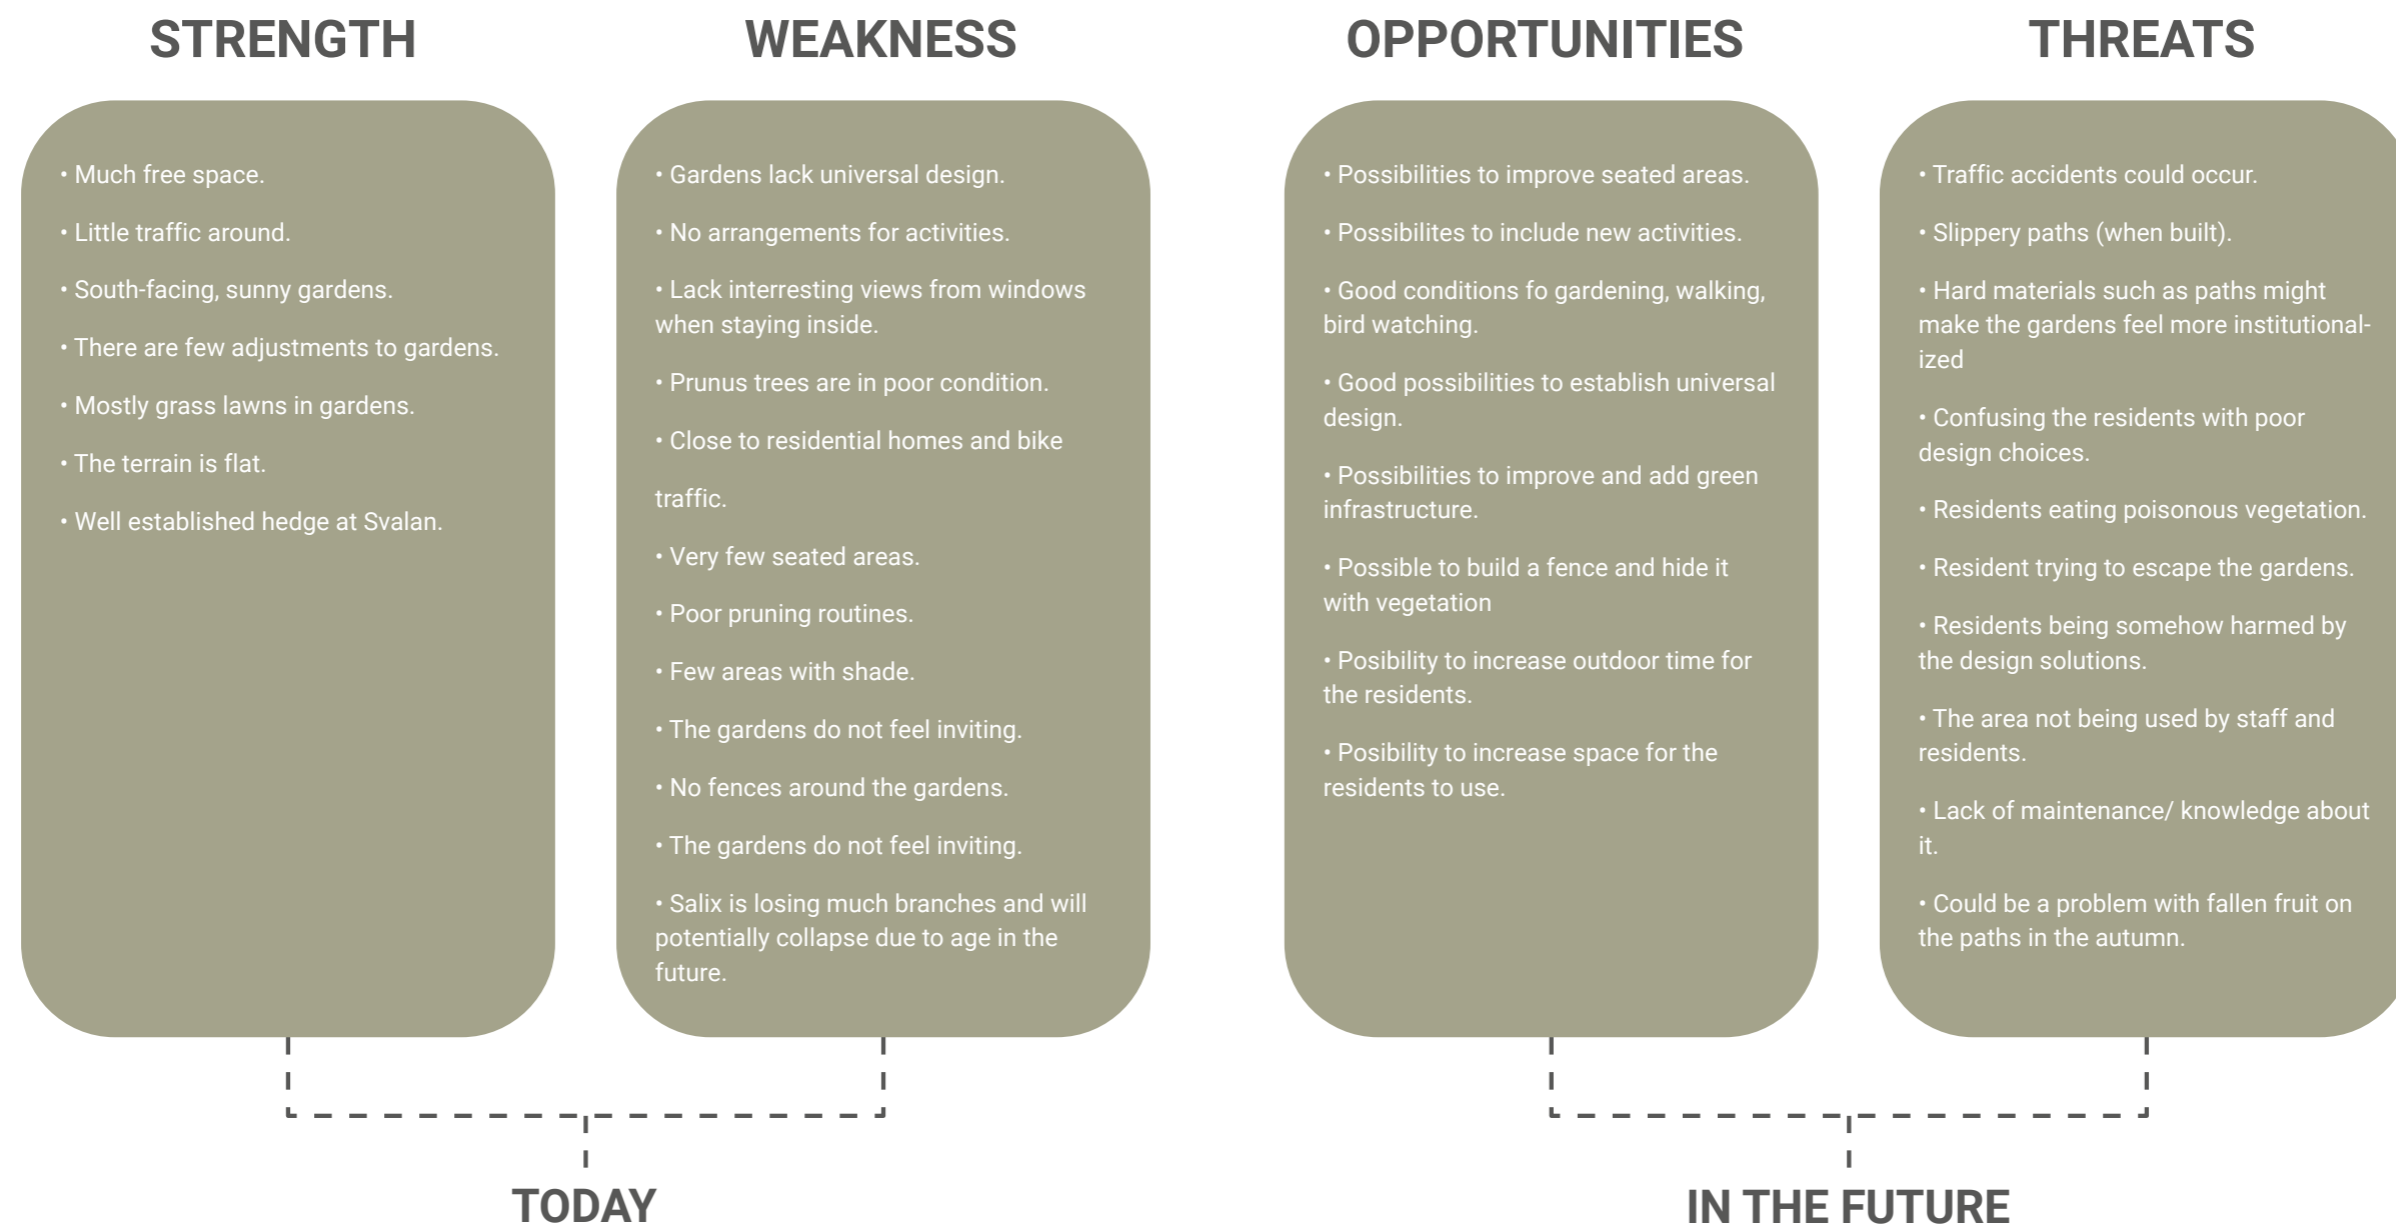 STRENGTH
• Much free space.
• Little traffic around.
• South-facing, sunny gardens.
• There are few adjustments to gardens.
• Mostly grass lawns in gardens.
• The terrain is flat.
• Well established hedge at Svalan.
WEAKNESS
• Gardens lack universal design.
• No arrangements for activities.
• Lack interresting views from windows
when staying inside.
• Prunus trees are in poor condition.
• Close to residential homes and bike
traffic.
• Very few seated areas.
• Poor pruning routines.
• Few areas with shade.
• The gardens do not feel inviting.
• No fences around the gardens.
• The gardens do not feel inviting.
• Salix is losing much branches and will
potentially collapse due to age in the
future.
TODAY
OPPORTUNITIES
• Possibilities to improve seated areas.
• Possibilites to include new activities.
• Good conditions fo gardening, walking,
bird watching.
• Good possibilities to establish universal
design.
• Possibilities to improve and add green
infrastructure.
• Possible to build a fence and hide it
with vegetation
• Posibility to increase outdoor time for
the residents.
• Posibility to increase space for the
residents to use.
THREATS
• Traffic accidents could occur.
• Slippery paths (when built).
• Hard materials such as paths might
make the gardens feel more institutional-
ized
• Confusing the residents with poor
design choices.
• Residents eating poisonous vegetation.
• Resident trying to escape the gardens.
• Residents being somehow harmed by
the design solutions.
• The area not being used by staff and
residents.
• Lack of maintenance/ knowledge about
it.
• Could be a problem with fallen fruit on
the paths in the autumn.
IN THE FUTURE